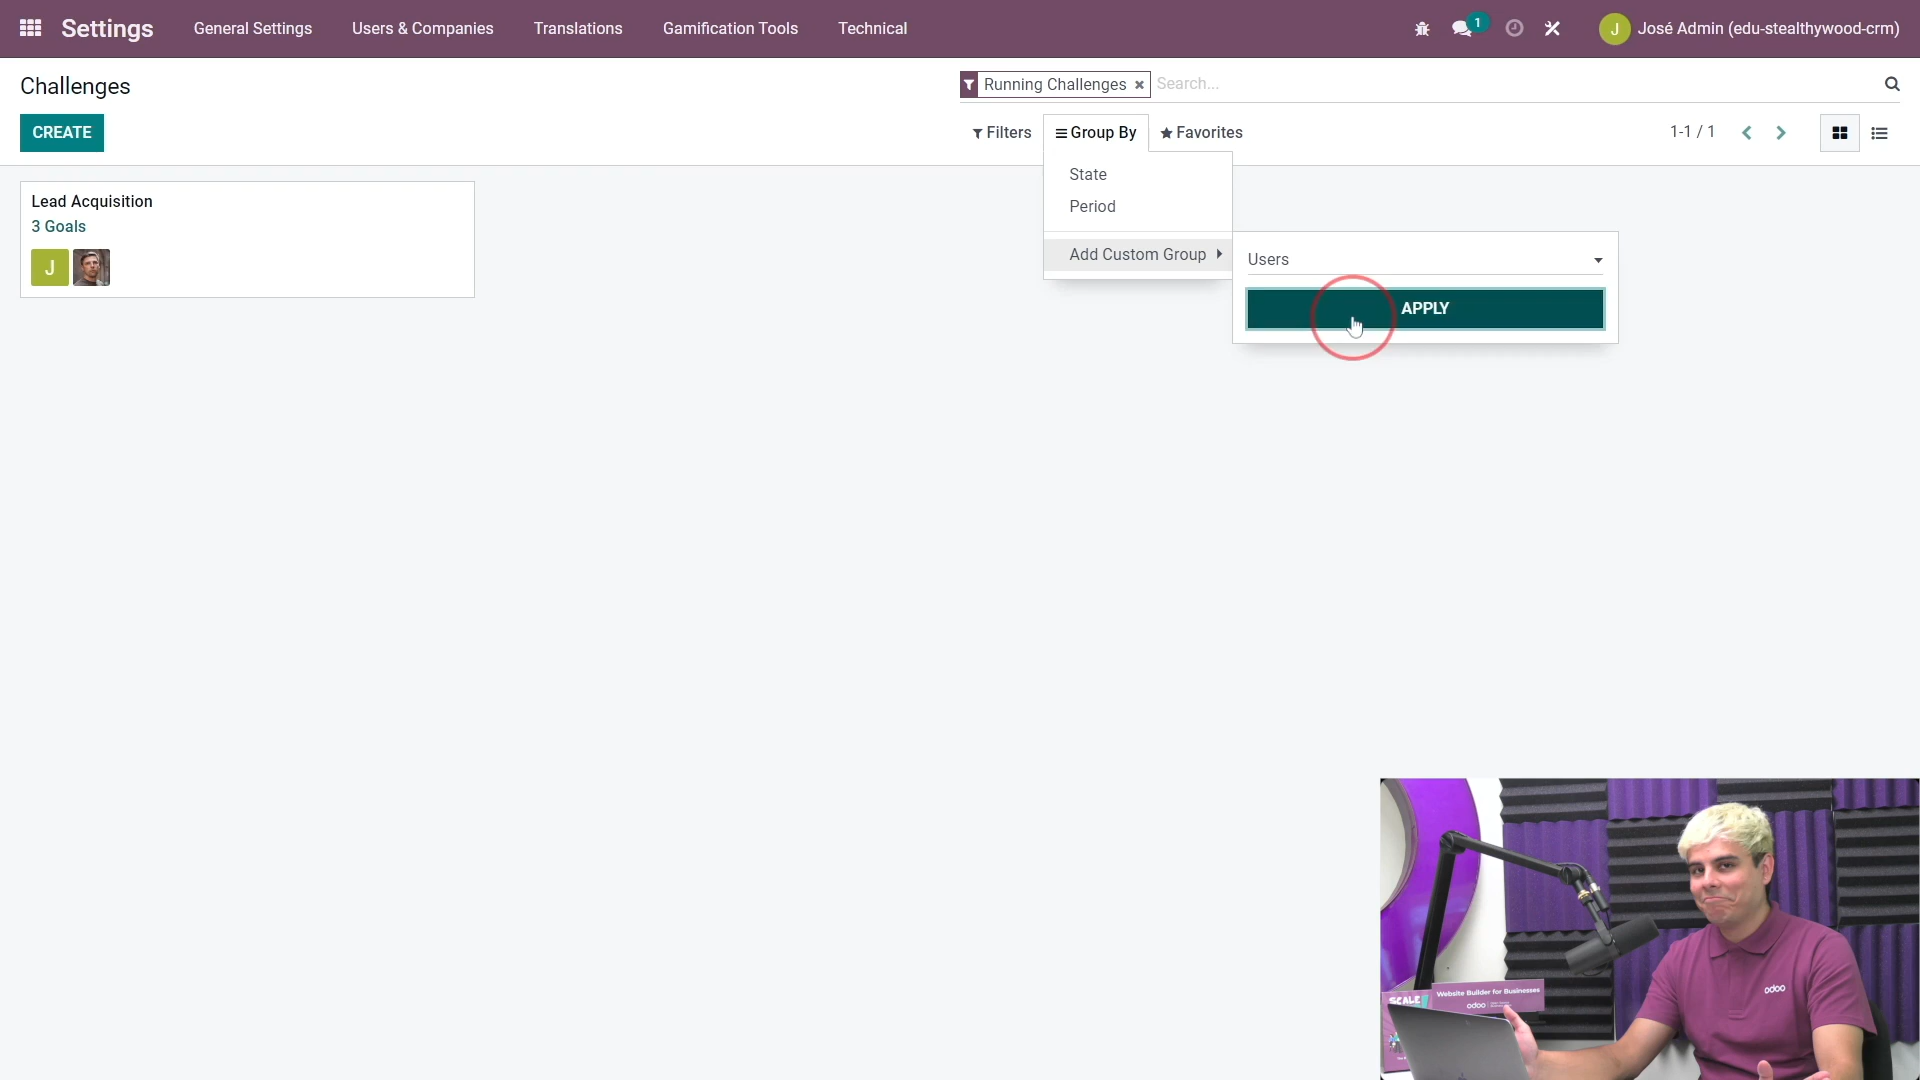 Settings
General Settings
Users & Companies
Translations
Gamification Tools
Technical
1
J
José Admin (edu-stealthywood-crm)
Challenges
Running Challenges
Search...
CREATE
Filters
Group By
Favorites
1-1 / 1
State
Period
Add Custom Group
Users
APPLY
Lead Acquisition
3 Goals
J
Website Builder for Businesses
SCALE
odoo
odoo